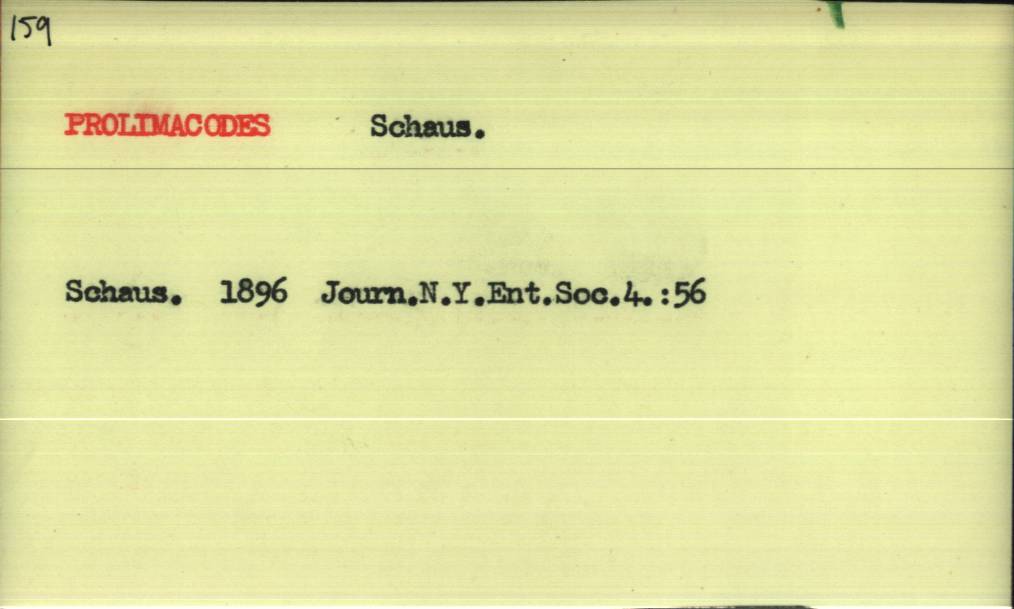 159
PROLIMACODES Schaus.
Schaus. 1896 Journ.N.Y.Ent.Soc.4.:56